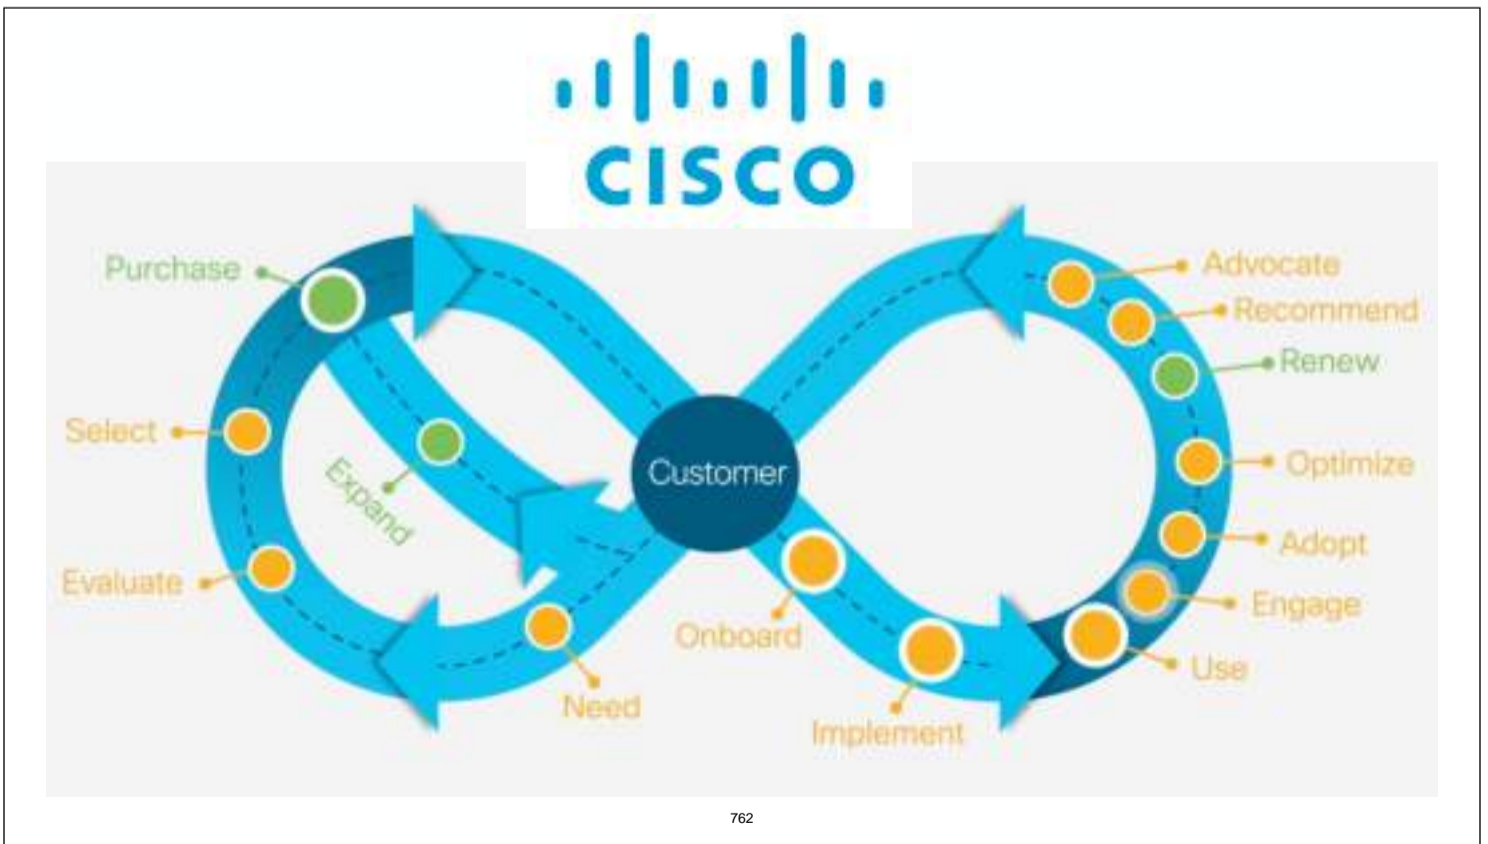 CISCO
Purchase
Advocate
Recommend
Renew
Select
Customer
Optimize
Expand
Adopt
Evaluate
Engage
Onboard
Use
Need
Implement
762